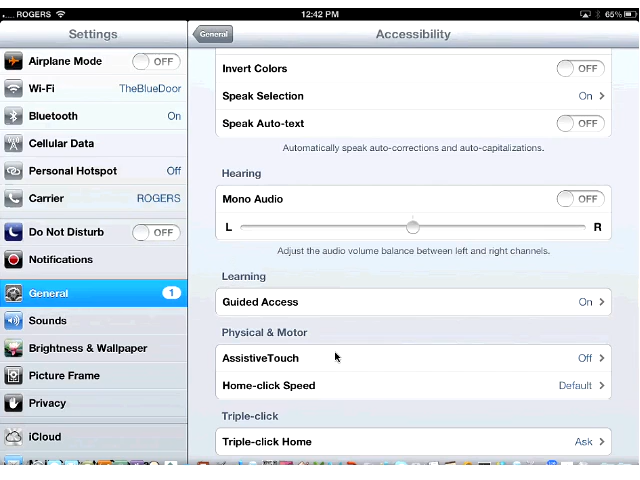 .... ROGERS 12:42 PM 65%
Settings General Accessibility
Airplane Mode OFF
Wi-Fi TheBlueDoor
Bluetooth On
Cellular Data
Personal Hotspot Off
Carrier ROGERS
Do Not Disturb OFF
Notifications
General 1
Sounds
Brightness & Wallpaper
Picture Frame
Privacy
iCloud
Invert Colors OFF
Speak Selection On
Speak Auto-text OFF
Automatically speak auto-corrections and auto-capitalizations.
Hearing
Mono Audio OFF
L R
Adjust the audio volume balance between left and right channels.
Learning
Guided Access On
Physical & Motor
AssistiveTouch Off
Home-click Speed Default
Triple-click
Triple-click Home Ask